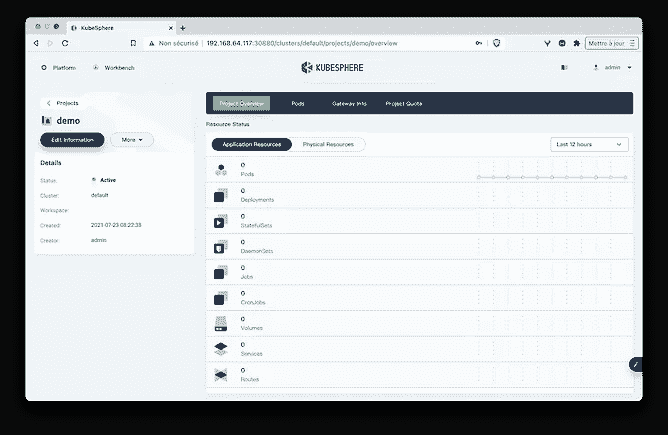 KubeSphere
Non sécurisé
192.168.64.117:30880/clusters/default/projects/demo/overview
Mettre à jour
Platform
Workbench
KUBESPHERE
admin
Projects
demo
Edit Information
More
Details
Status:
Active
Cluster:
default
Workspace:
Created:
2021-07-23 08:22:38
Creator:
admin
Project Overview
Pods
Gateway Info
Project Quota
Resource Status
Application Resources
Physical Resources
Last 12 hours
0
Pods
0
Deployments
0
StatefulSets
0
DaemonSets
0
Jobs
0
CronJobs
0
Volumes
0
Services
0
Routes